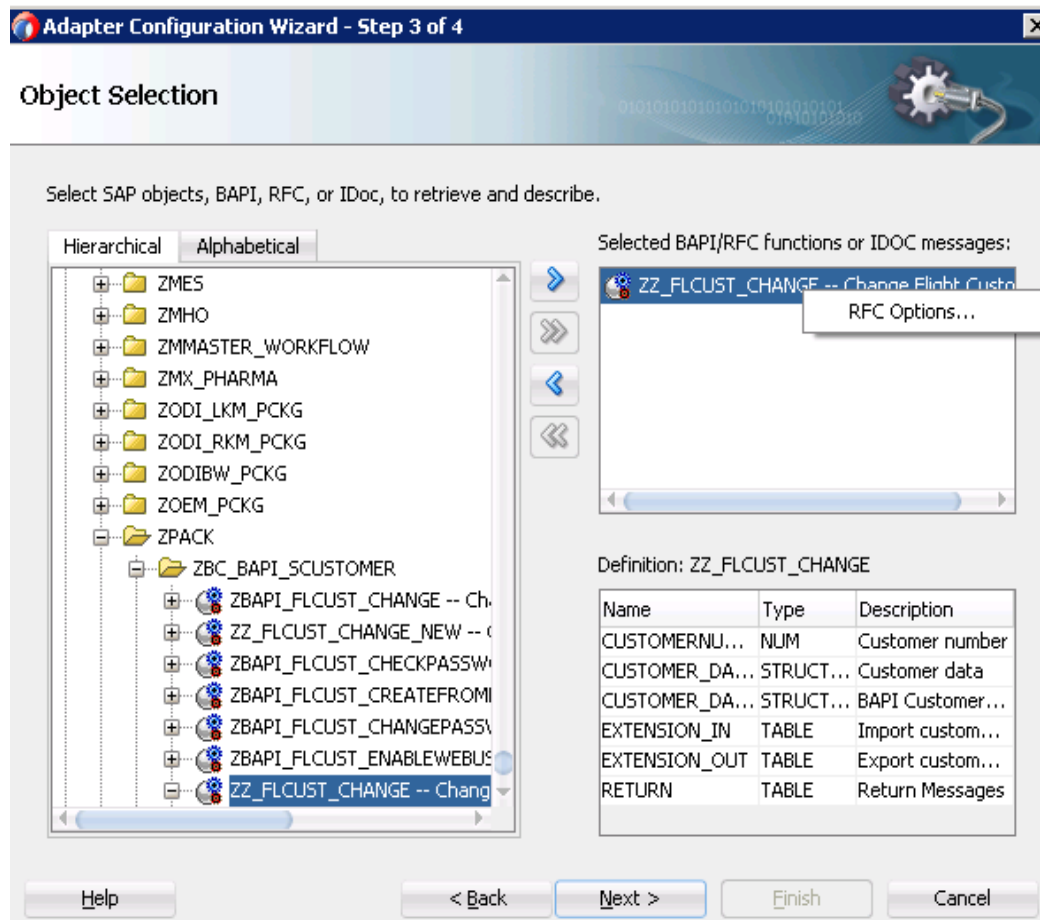 Adapter Configuration Wizard - Step 3 of 4
Object Selection
Select SAP objects, BAPI, RFC, or IDoc, to retrieve and describe.
Hierarchical Alphabetical
ZMES
ZMHO
ZMMASTER_WORKFLOW
ZMX_PHARMA
ZODI_LKM_PCKG
ZODI_RKM_PCKG
ZODIBW_PCKG
ZOEM_PCKG
ZPACK
ZBC_BAPI_SCUSTOMER
ZBAPI_FLCUST_CHANGE -- Ch
ZZ_FLCUST_CHANGE_NEW --
ZBAPI_FLCUST_CHECKPASSW
ZBAPI_FLCUST_CREATEFROM
ZBAPI_FLCUST_CHANGEPASS
ZBAPI_FLCUST_ENABLEWEBUS
ZZ_FLCUST_CHANGE -- Chang
Selected BAPI/RFC functions or IDOC messages:
ZZ_FLCUST_CHANGE -- Change Flight Custo
RFC Options...
Definition: ZZ_FLCUST_CHANGE
Name Type Description
CUSTOMERNU... NUM Customer number
CUSTOMER_DA... STRUCT... Customer data
CUSTOMER_DA... STRUCT... BAPI Customer...
EXTENSION_IN TABLE Import custom...
EXTENSION_OUT TABLE Export custom...
RETURN TABLE Return Messages
Help < Back Next > Finish Cancel